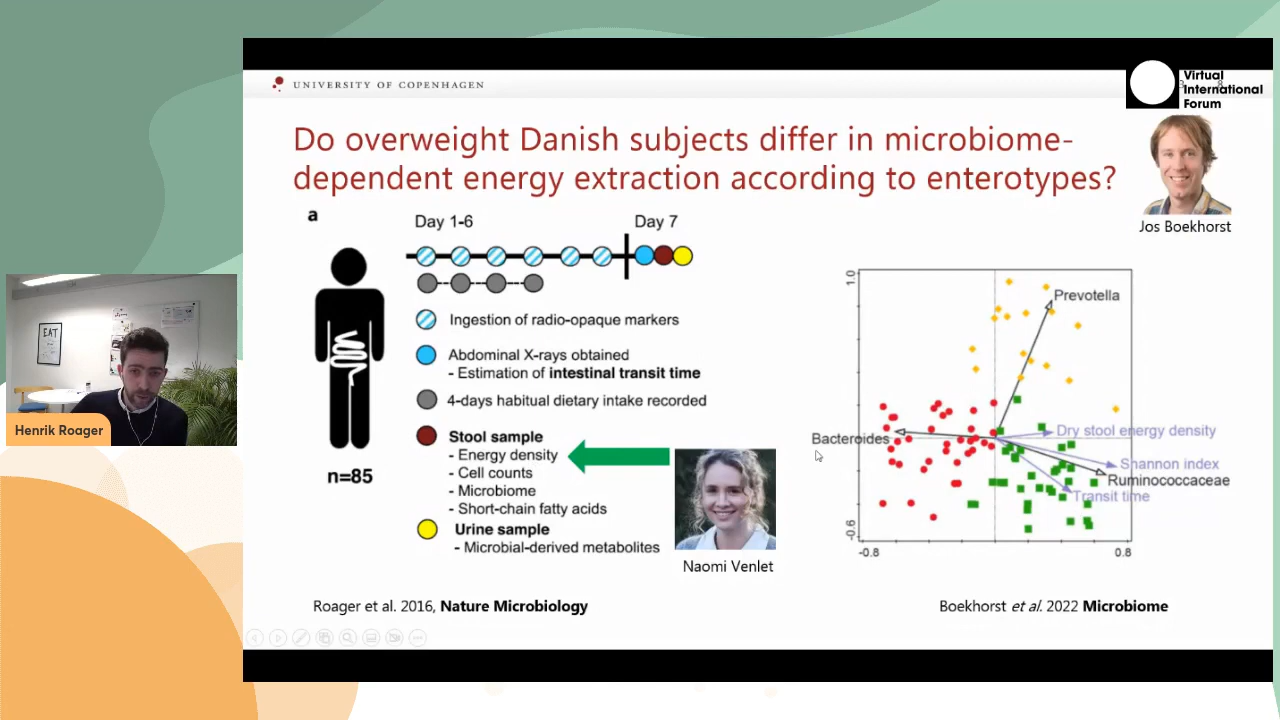 UNIVERSITY OF COPENHAGEN
Virtual
International
Forum
Do overweight Danish subjects differ in microbiome-
dependent energy extraction according to enterotypes?
Jos Boekhorst
a
Day 1-6
Day 7
Ingestion of radio-opaque markers
Abdominal X-rays obtained
- Estimation of intestinal transit time
4-days habitual dietary intake recorded
Stool sample
- Energy density
- Cell counts
- Microbiome
- Short-chain fatty acids
Urine sample
- Microbial-derived metabolites
n=85
Naomi Venlet
1.0
Prevotella
Bacteroides
Dry stool energy density
Shannon index
Ruminococcaceae
Transit time
-0.6
-0.8
0.8
Roager et al. 2016, Nature Microbiology
Boekhorst et al. 2022 Microbiome
EAT
Henrik Roager